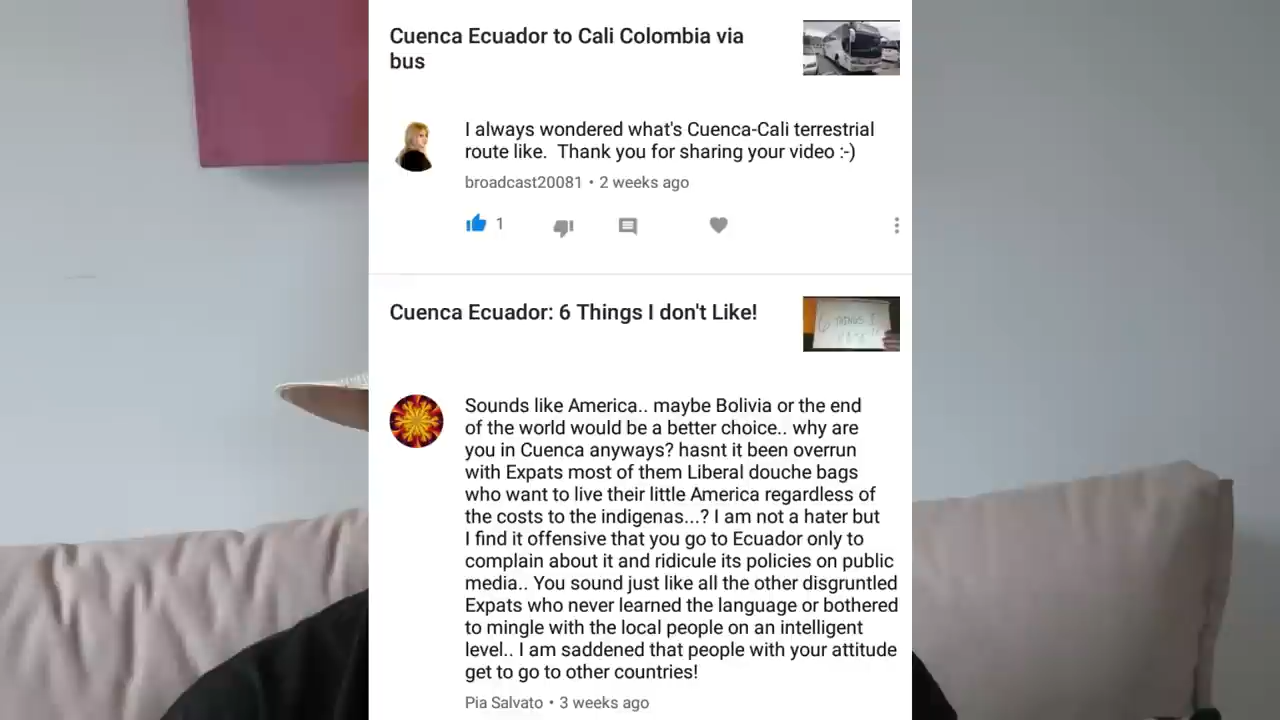 Cuenca Ecuador to Cali Colombia via
bus
I always wondered what's Cuenca-Cali terrestrial
route like.  Thank you for sharing your video :-)
broadcast20081 • 2 weeks ago
1
Cuenca Ecuador: 6 Things I don't Like!
6 THINGS I
Sounds like America.. maybe Bolivia or the end
of the world would be a better choice.. why are
you in Cuenca anyways? hasnt it been overrun
with Expats most of them Liberal douche bags
who want to live their little America regardless of
the costs to the indigenas...? I am not a hater but
I find it offensive that you go to Ecuador only to
complain about it and ridicule its policies on public
media.. You sound just like all the other disgruntled
Expats who never learned the language or bothered
to mingle with the local people on an intelligent
level.. I am saddened that people with your attitude
get to go to other countries!
Pia Salvato • 3 weeks ago